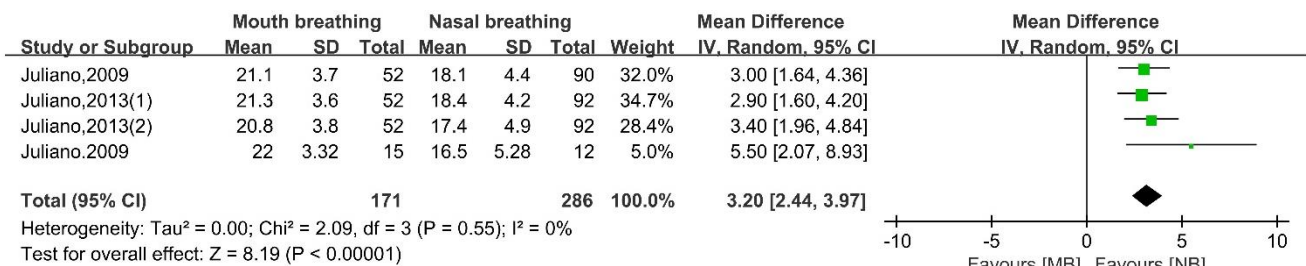 Mouth breathing Nasal breathing Mean Difference Mean Difference
Study or Subgroup Mean SD Total Mean SD Total Weight IV, Random, 95% CI IV, Random, 95% CI
Juliano,2009 21.1 3.7 52 18.1 4.4 90 32.0% 3.00 [1.64, 4.36]
Juliano,2013(1) 21.3 3.6 52 18.4 4.2 92 34.7% 2.90 [1.60, 4.20]
Juliano,2013(2) 20.8 3.8 52 17.4 4.9 92 28.4% 3.40 [1.96, 4.84]
Juliano.2009 22 3.32 15 16.5 5.28 12 5.0% 5.50 [2.07, 8.93]
Total (95% CI) 171 286 100.0% 3.20 [2.44, 3.97]
Heterogeneity: Tau² = 0.00; Chi² = 2.09, df = 3 (P = 0.55); I² = 0%
Test for overall effect: Z = 8.19 (P < 0.00001)
-10 -5 0 5 10
Favours [MB] Favours [NB]